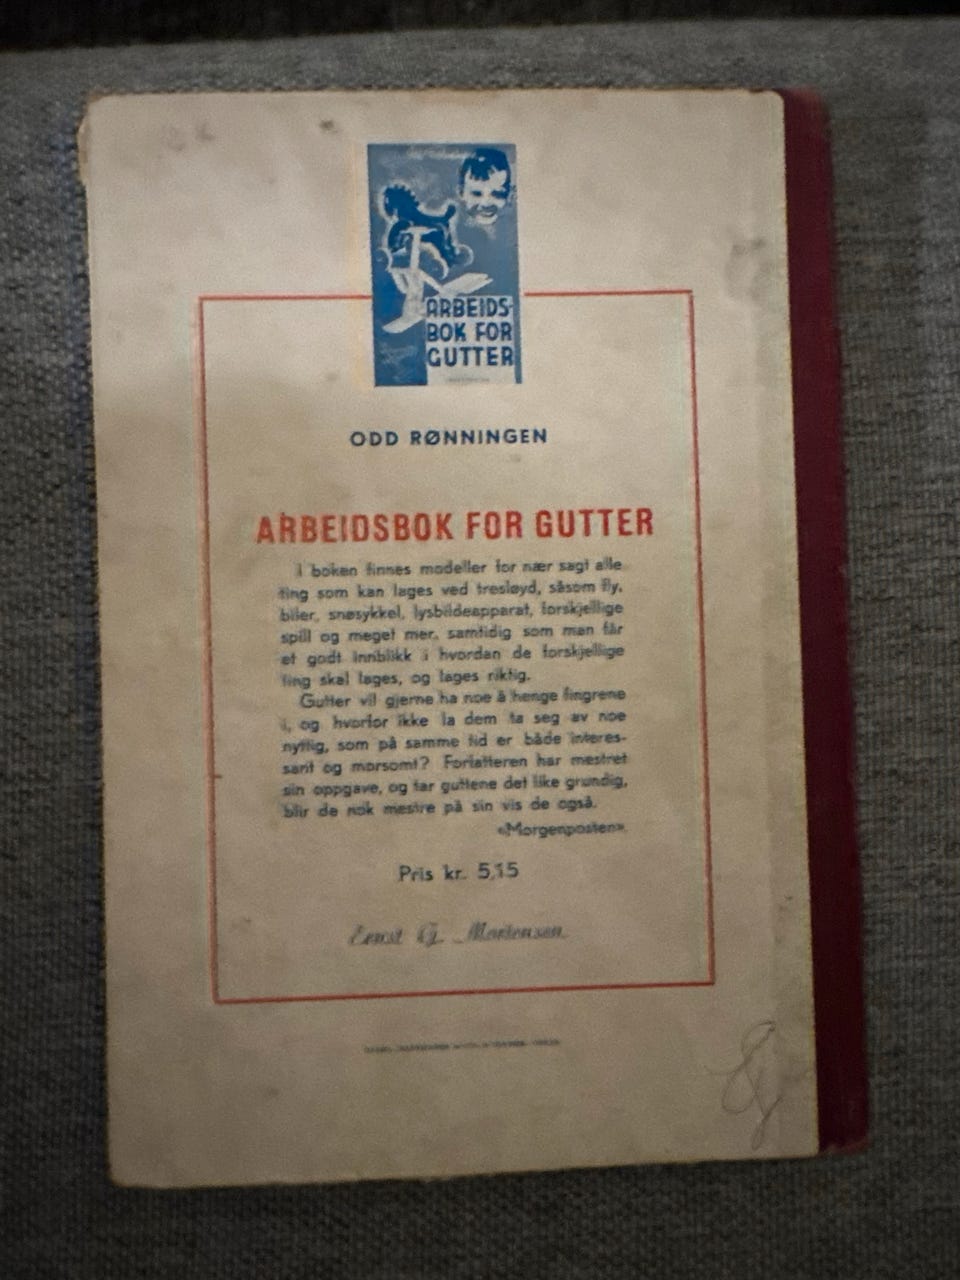 ARBEIDS-
BOK FOR
GUTTER
ODD RØNNINGEN
ARBEIDSBOK FOR GUTTER
I boken finnes modeller for nær sagt alle
ting som kan lages ved tresløyd, såsom fly,
biler, snøsykkel, lysbildeapparat, forskjellige
spill og meget mer, samtidig som man får
et godt innblikk i hvordan de forskjellige
ting skal lages, og lages riktig.
Gutter vil gjerne ha noe å henge fingrene
i, og hvorfor ikke la dem ta seg av noe
nyttig, som på samme tid er både interes-
sant og morsomt? Forfatteren har mestret
sin oppgave, og tar guttene det like grundig,
blir de nok mestre på sin vis de også.
«Morgenposten».
Pris kr. 5,15
Ernst G. Mortensen